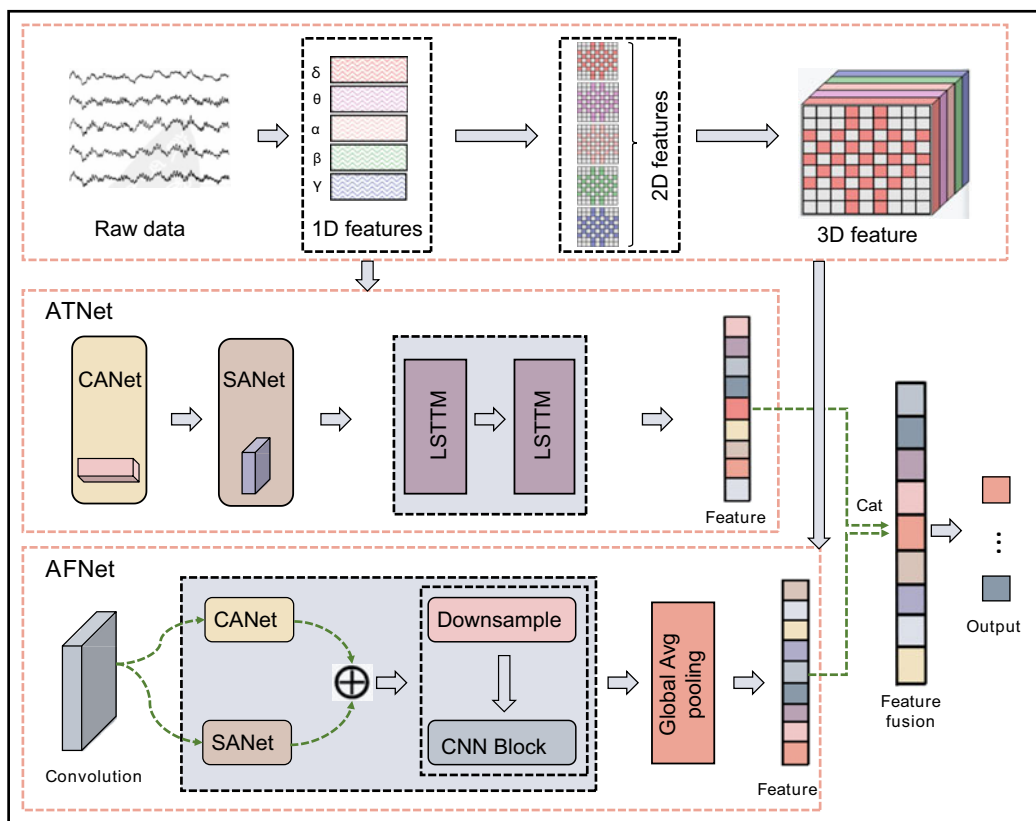 δ
θ
α
β
γ
Raw data
1D features
2D features
3D feature
ATNet
CANet
SANet
LSTTM
LSTTM
Feature
Cat
AFNet
CANet
SANet
Convolution
Downsample
CNN Block
Global Avg
pooling
Feature
Feature
fusion
⋮
Output